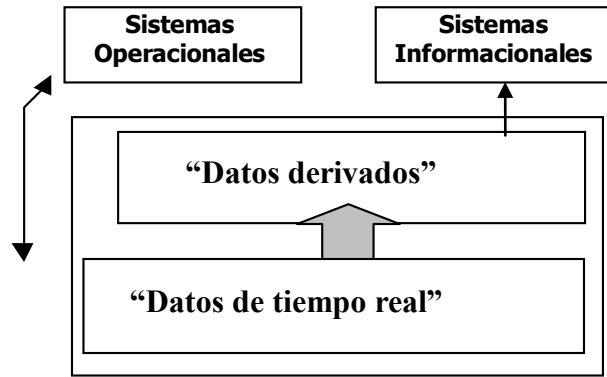 Sistemas
Operacionales
Sistemas
Informacionales
“Datos derivados”
“Datos de tiempo real”